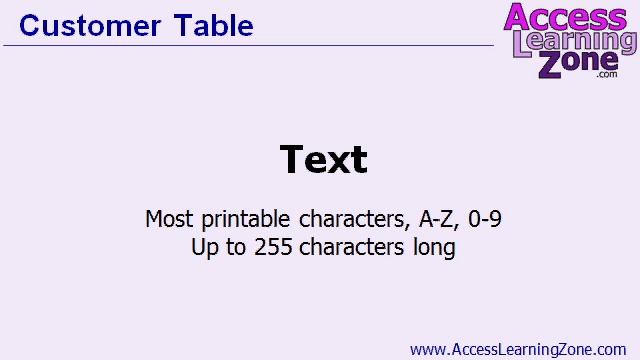 Customer Table
Access
Learning
Zone
.com
Text
Most printable characters, A-Z, 0-9
Up to 255 characters long
www.AccessLearningZone.com